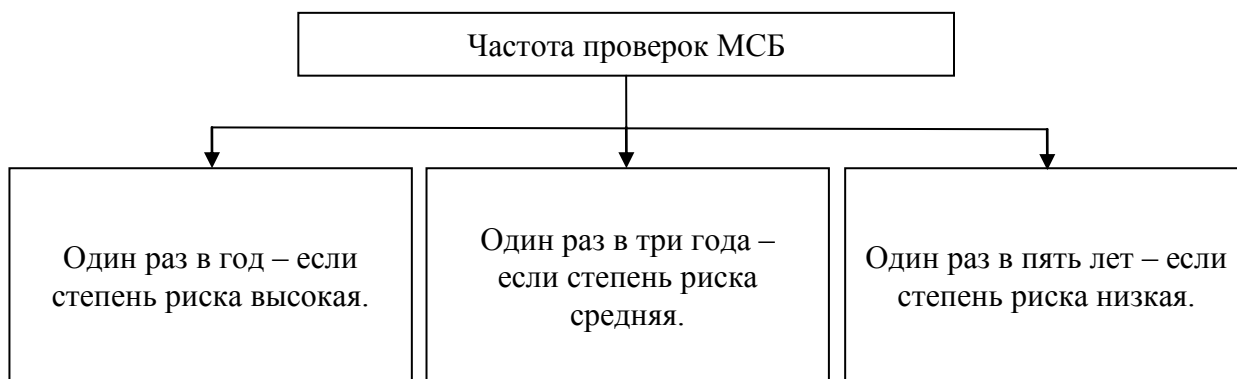 Частота проверок МСБ
Один раз в год – если
степень риска высокая.
Один раз в три года –
если степень риска
средняя.
Один раз в пять лет – если
степень риска низкая.